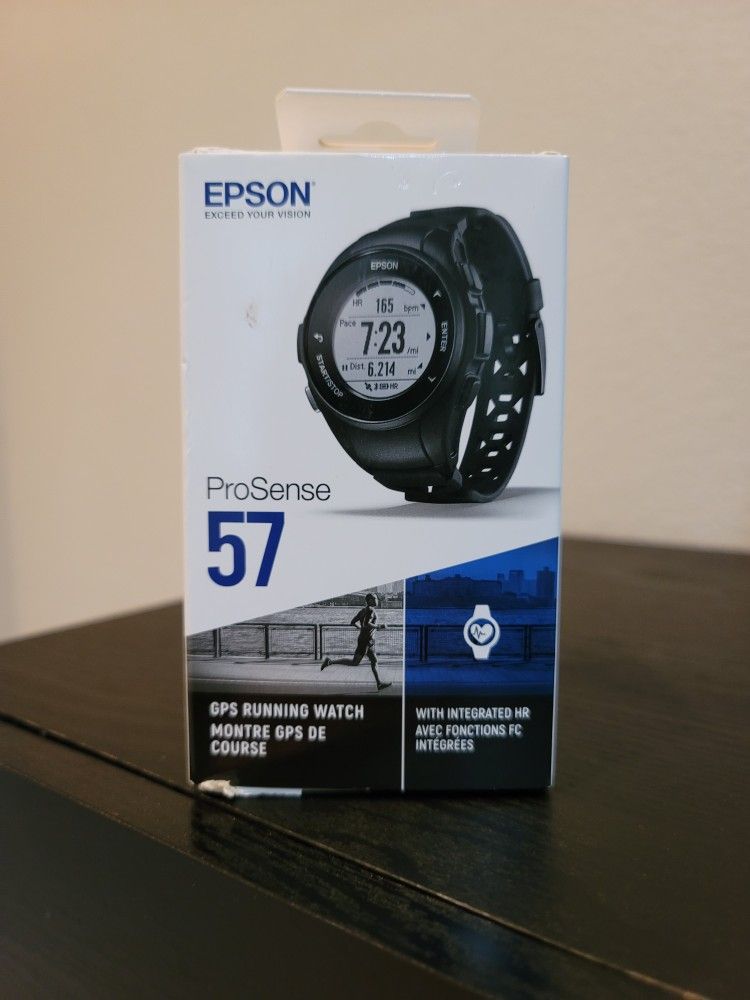 EPSON
EXCEED YOUR VISION
EPSON
HR 165 bpm
Pace 7:23 /mi
Dist. 6.214 mi
HR
ENTER
START/STOP
ProSense
57
GPS RUNNING WATCH
MONTRE GPS DE
COURSE
WITH INTEGRATED HR
AVEC FONCTIONS FC
INTÉGRÉES